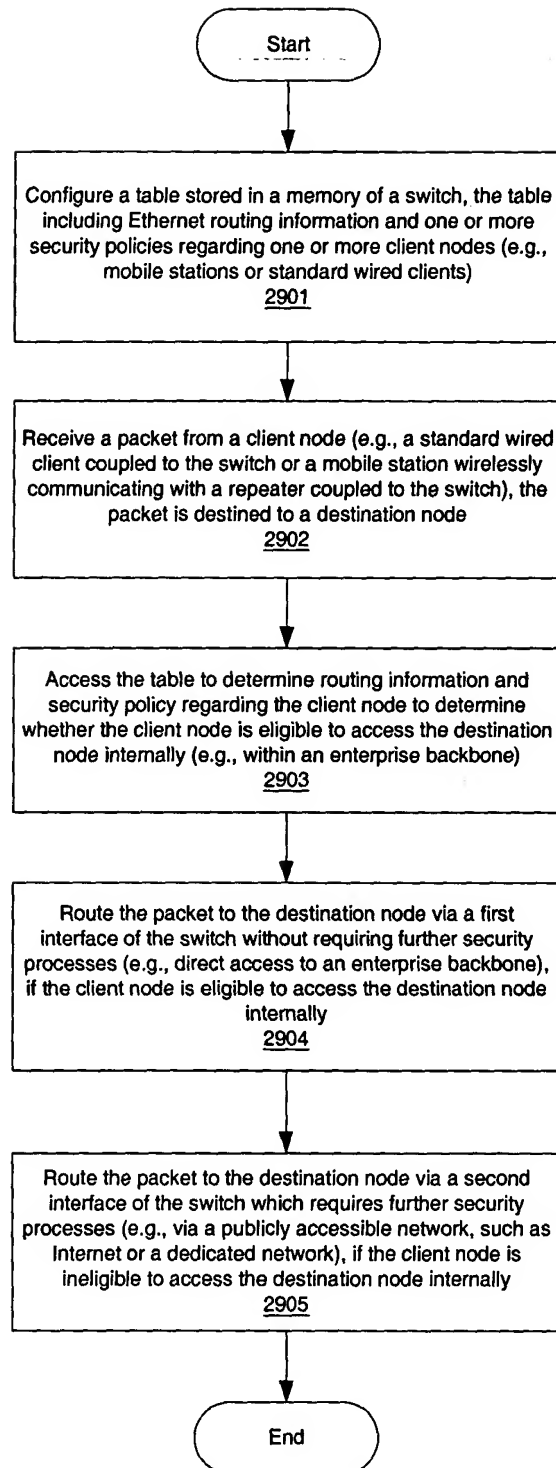 Start
Configure a table stored in a memory of a switch, the table
including Ethernet routing information and one or more
security policies regarding one or more client nodes (e.g.,
mobile stations or standard wired clients)
2901
Receive a packet from a client node (e.g., a standard wired
client coupled to the switch or a mobile station wirelessly
communicating with a repeater coupled to the switch), the
packet is destined to a destination node
2902
Access the table to determine routing information and
security policy regarding the client node to determine
whether the client node is eligible to access the destination
node internally (e.g., within an enterprise backbone)
2903
Route the packet to the destination node via a first
interface of the switch without requiring further security
processes (e.g., direct access to an enterprise backbone),
if the client node is eligible to access the destination node
internally
2904
Route the packet to the destination node via a second
interface of the switch which requires further security
processes (e.g., via a publicly accessible network, such as
Internet or a dedicated network), if the client node is
ineligible to access the destination node internally
2905
End